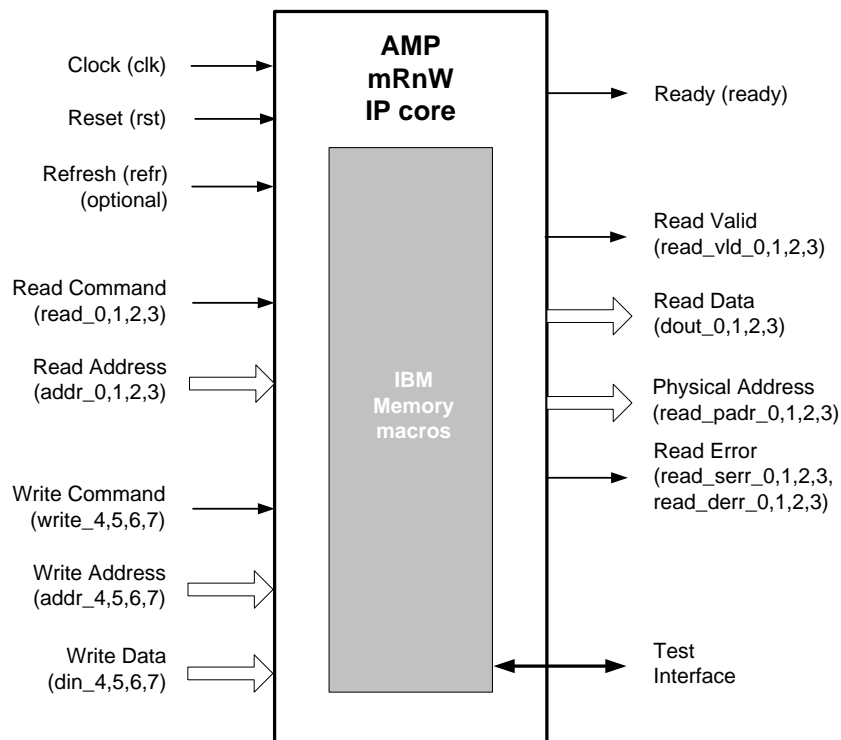 AMP
mRnW
IP core
Clock (clk)
Reset (rst)
Refresh (refr)
(optional)
Read Command
(read_0,1,2,3)
Read Address
(addr_0,1,2,3)
Write Command
(write_4,5,6,7)
Write Address
(addr_4,5,6,7)
Write Data
(din_4,5,6,7)
IBM
Memory
macros
Ready (ready)
Read Valid
(read_vld_0,1,2,3)
Read Data
(dout_0,1,2,3)
Physical Address
(read_padr_0,1,2,3)
Read Error
(read_serr_0,1,2,3,
read_derr_0,1,2,3)
Test
Interface